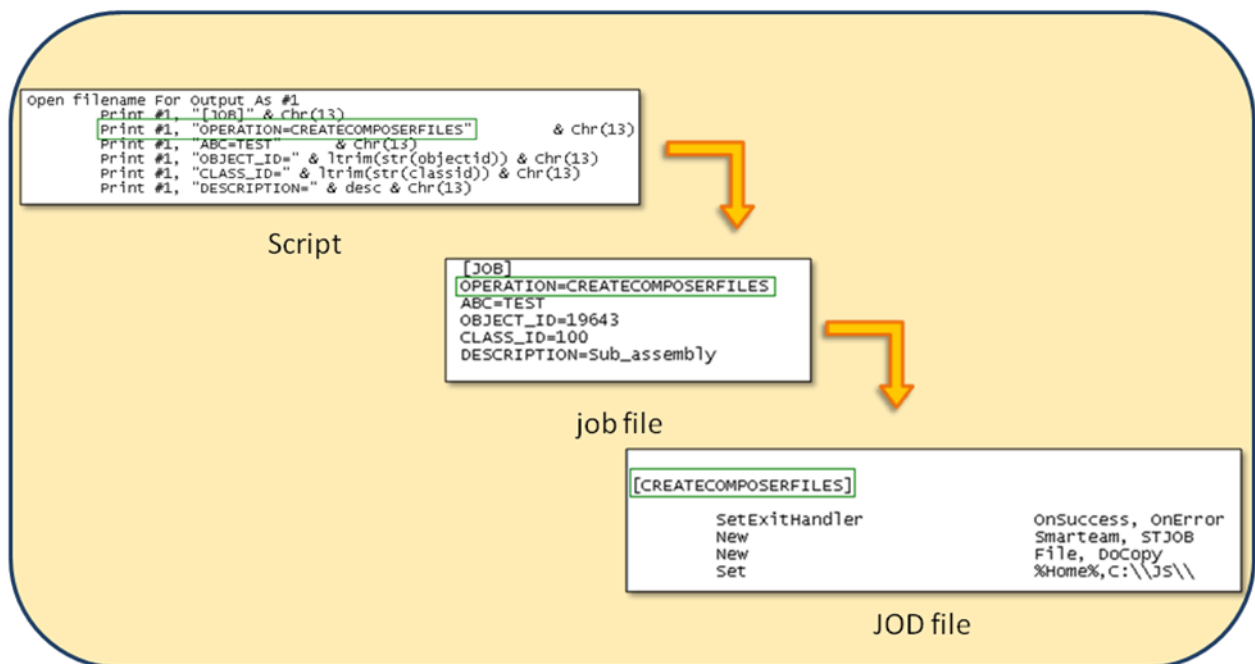 Open filename For Output As #1
Print #1, "[JOB]" & Chr(13)
Print #1, "OPERATION=CREATECOMPOSERFILES" & Chr(13)
Print #1, "ABC=TEST" & Chr(13)
Print #1, "OBJECT_ID=" & ltrim(str(objectid)) & Chr(13)
Print #1, "CLASS_ID=" & ltrim(str(classid)) & Chr(13)
Print #1, "DESCRIPTION=" & desc & Chr(13)
Script
[JOB]
OPERATION=CREATECOMPOSERFILES
ABC=TEST
OBJECT_ID=19643
CLASS_ID=100
DESCRIPTION=Sub_assembly
job file
[CREATECOMPOSERFILES]
SetExitHandler OnSuccess, OnError
New Smarteam, STJOB
New File, DoCopy
Set %Home%,C:\\JS\\
JOD file